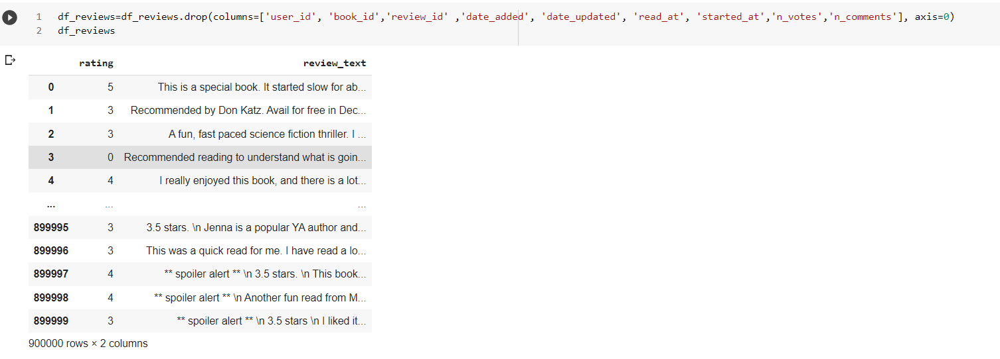 1 df_reviews=df_reviews.drop(columns=['user_id', 'book_id','review_id' ,'date_added', 'date_updated', 'read_at', 'started_at','n_votes','n_comments'], axis=0)
2 df_reviews
rating review_text
0 5 This is a special book. It started slow for ab...
1 3 Recommended by Don Katz. Avail for free in Dec...
2 3 A fun, fast paced science fiction thriller. I ...
3 0 Recommended reading to understand what is goin...
4 4 I really enjoyed this book, and there is a lot...
... ... ...
899995 3 3.5 stars. \n Jenna is a popular YA author and...
899996 3 This was a quick read for me. I have read a lo...
899997 4 ** spoiler alert ** \n 3.5 stars. \n This book...
899998 4 ** spoiler alert ** \n Another fun read from M...
899999 3 ** spoiler alert ** \n 3.5 stars \n I liked it...
900000 rows × 2 columns